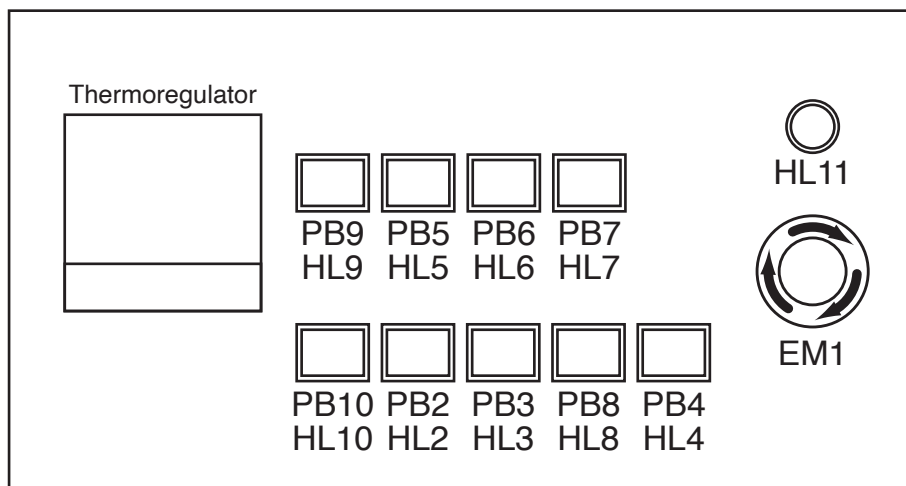 Thermoregulator
HL11
PB9 PB5 PB6 PB7
HL9 HL5 HL6 HL7
EM1
PB10 PB2 PB3 PB8 PB4
HL10 HL2 HL3 HL8 HL4